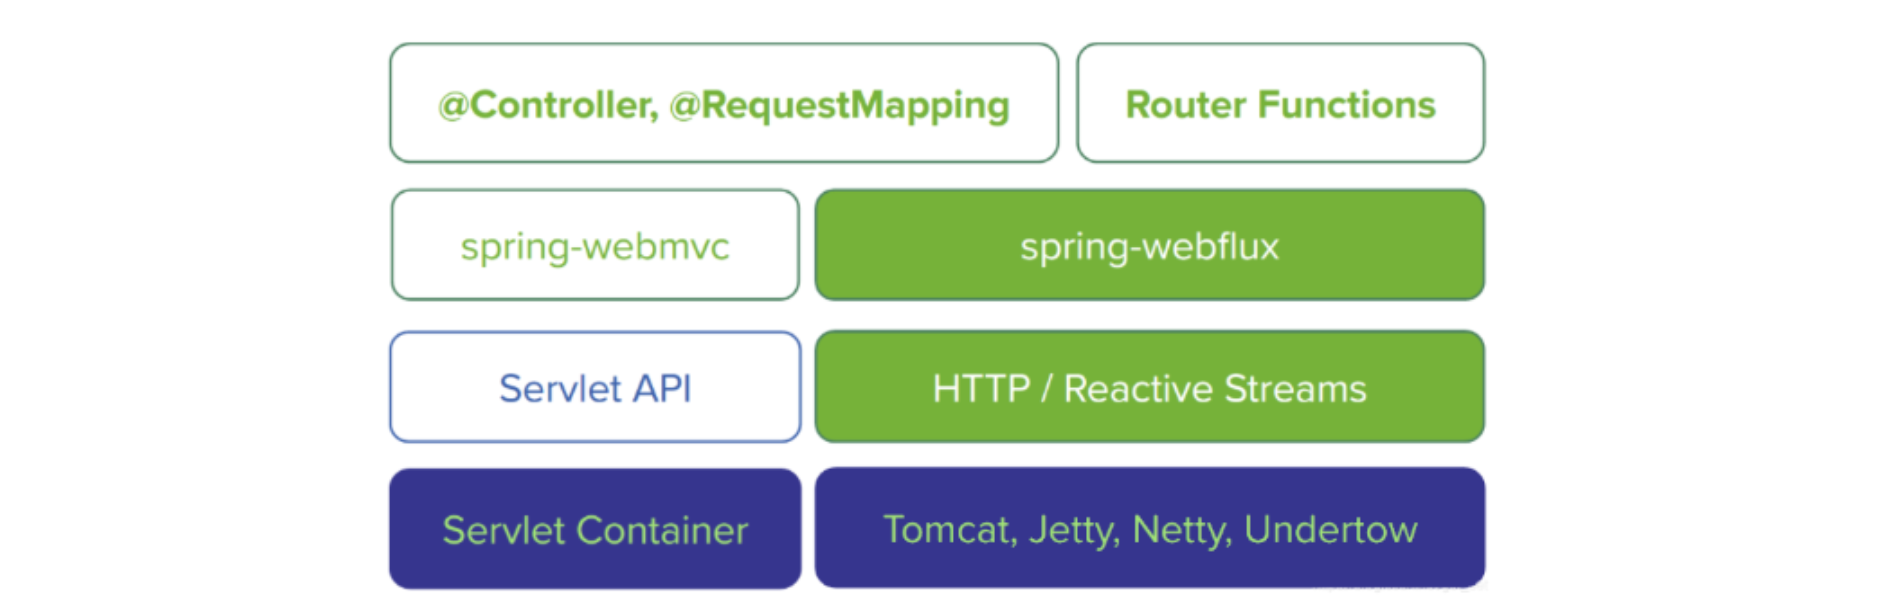 @Controller, @RequestMapping
Router Functions
spring-webmvc
spring-webflux
Servlet API
HTTP / Reactive Streams
Servlet Container
Tomcat, Jetty, Netty, Undertow